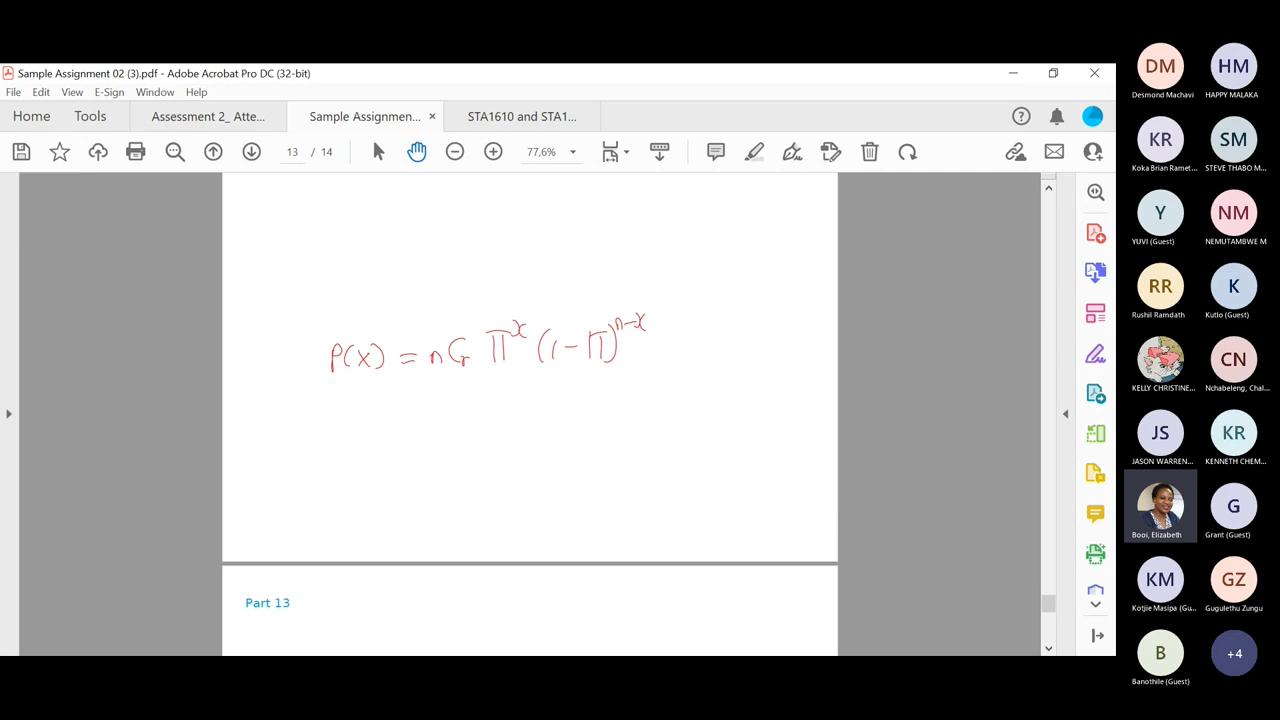 Sample Assignment 02 (3).pdf - Adobe Acrobat Pro DC (32-bit)
File Edit View E-Sign Window Help
Home Tools Assessment 2_ Atte... Sample Assignmen... × STA1610 and STA1...
13 / 14 77,6%
P(X) = nCr π^x (1 - π)^n-x
Part 13
DM
Desmond Machavi
HM
HAPPY MALAKA
KR
Koka Brian Ramet...
SM
STEVE THABO M...
Y
YUVI (Guest)
NM
NEMUTAMBWE M
RR
Rushil Ramdath
K
Kutlo (Guest)
KELLY CHRISTINE...
CN
Nchabeleng, Chal...
JS
JASON WARREN...
KR
KENNETH CHEM...
Booi, Elizabeth
G
Grant (Guest)
KM
Kotjie Masipa (Gu...
GZ
Gugulethu Zungu
B
Banothile (Guest)
+4